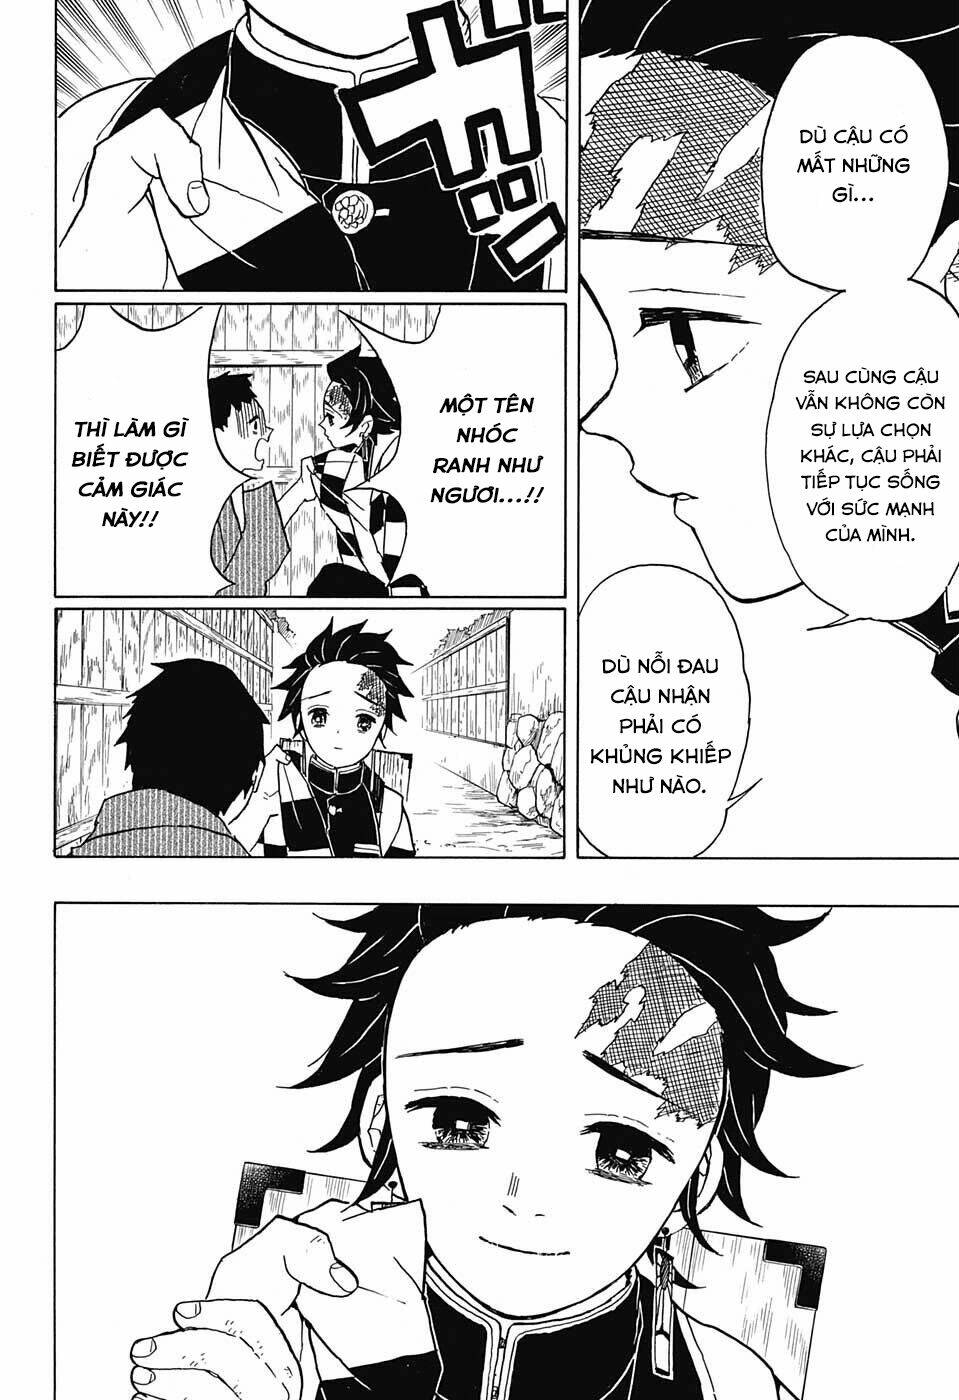 DÙ CẬU CÓ
MẤT NHỮNG
GÌ...
SAU CÙNG CẬU
VẪN KHÔNG CÒN
SỰ LỰA CHỌN
KHÁC, CẬU PHẢI
TIẾP TỤC SỐNG
VỚI SỨC MẠNH
CỦA MÌNH.
DÙ NỖI ĐAU
CẬU NHẬN
PHẢI CÓ
KHỦNG KHIẾP
NHƯ NÀO.
MỘT TÊN
NHÓC
RANH NHƯ
NGƯƠI...!!
THÌ LÀM GÌ
BIẾT ĐƯỢC
CẢM GIÁC
NÀY!!